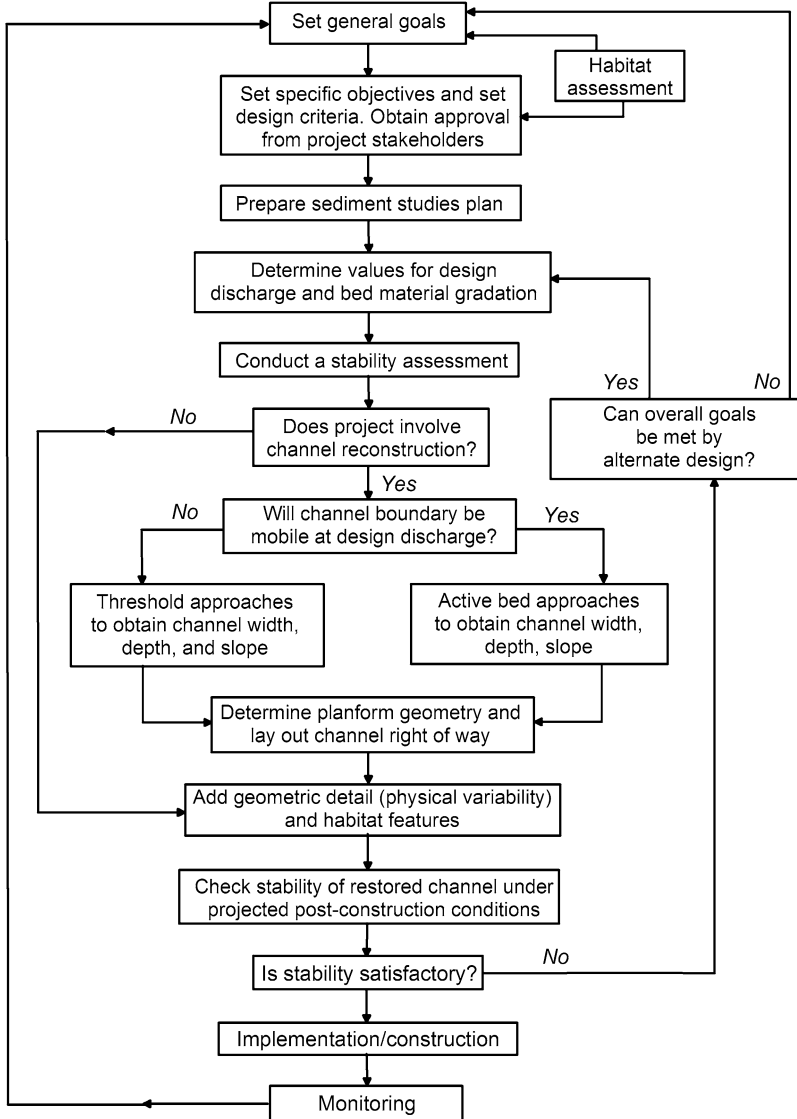 Set general goals
Habitat
assessment
Set specific objectives and set
design criteria. Obtain approval
from project stakeholders
Prepare sediment studies plan
Determine values for design
discharge and bed material gradation
Conduct a stability assessment
Yes
No
No
Does project involve
channel reconstruction?
Can overall goals
be met by
alternate design?
Yes
No
Will channel boundary be
mobile at design discharge?
Yes
Threshold approaches
to obtain channel width,
depth, and slope
Active bed approaches
to obtain channel width,
depth, slope
Determine planform geometry and
lay out channel right of way
Add geometric detail (physical variability)
and habitat features
Check stability of restored channel under
projected post-construction conditions
Is stability satisfactory?
No
Implementation/construction
Monitoring